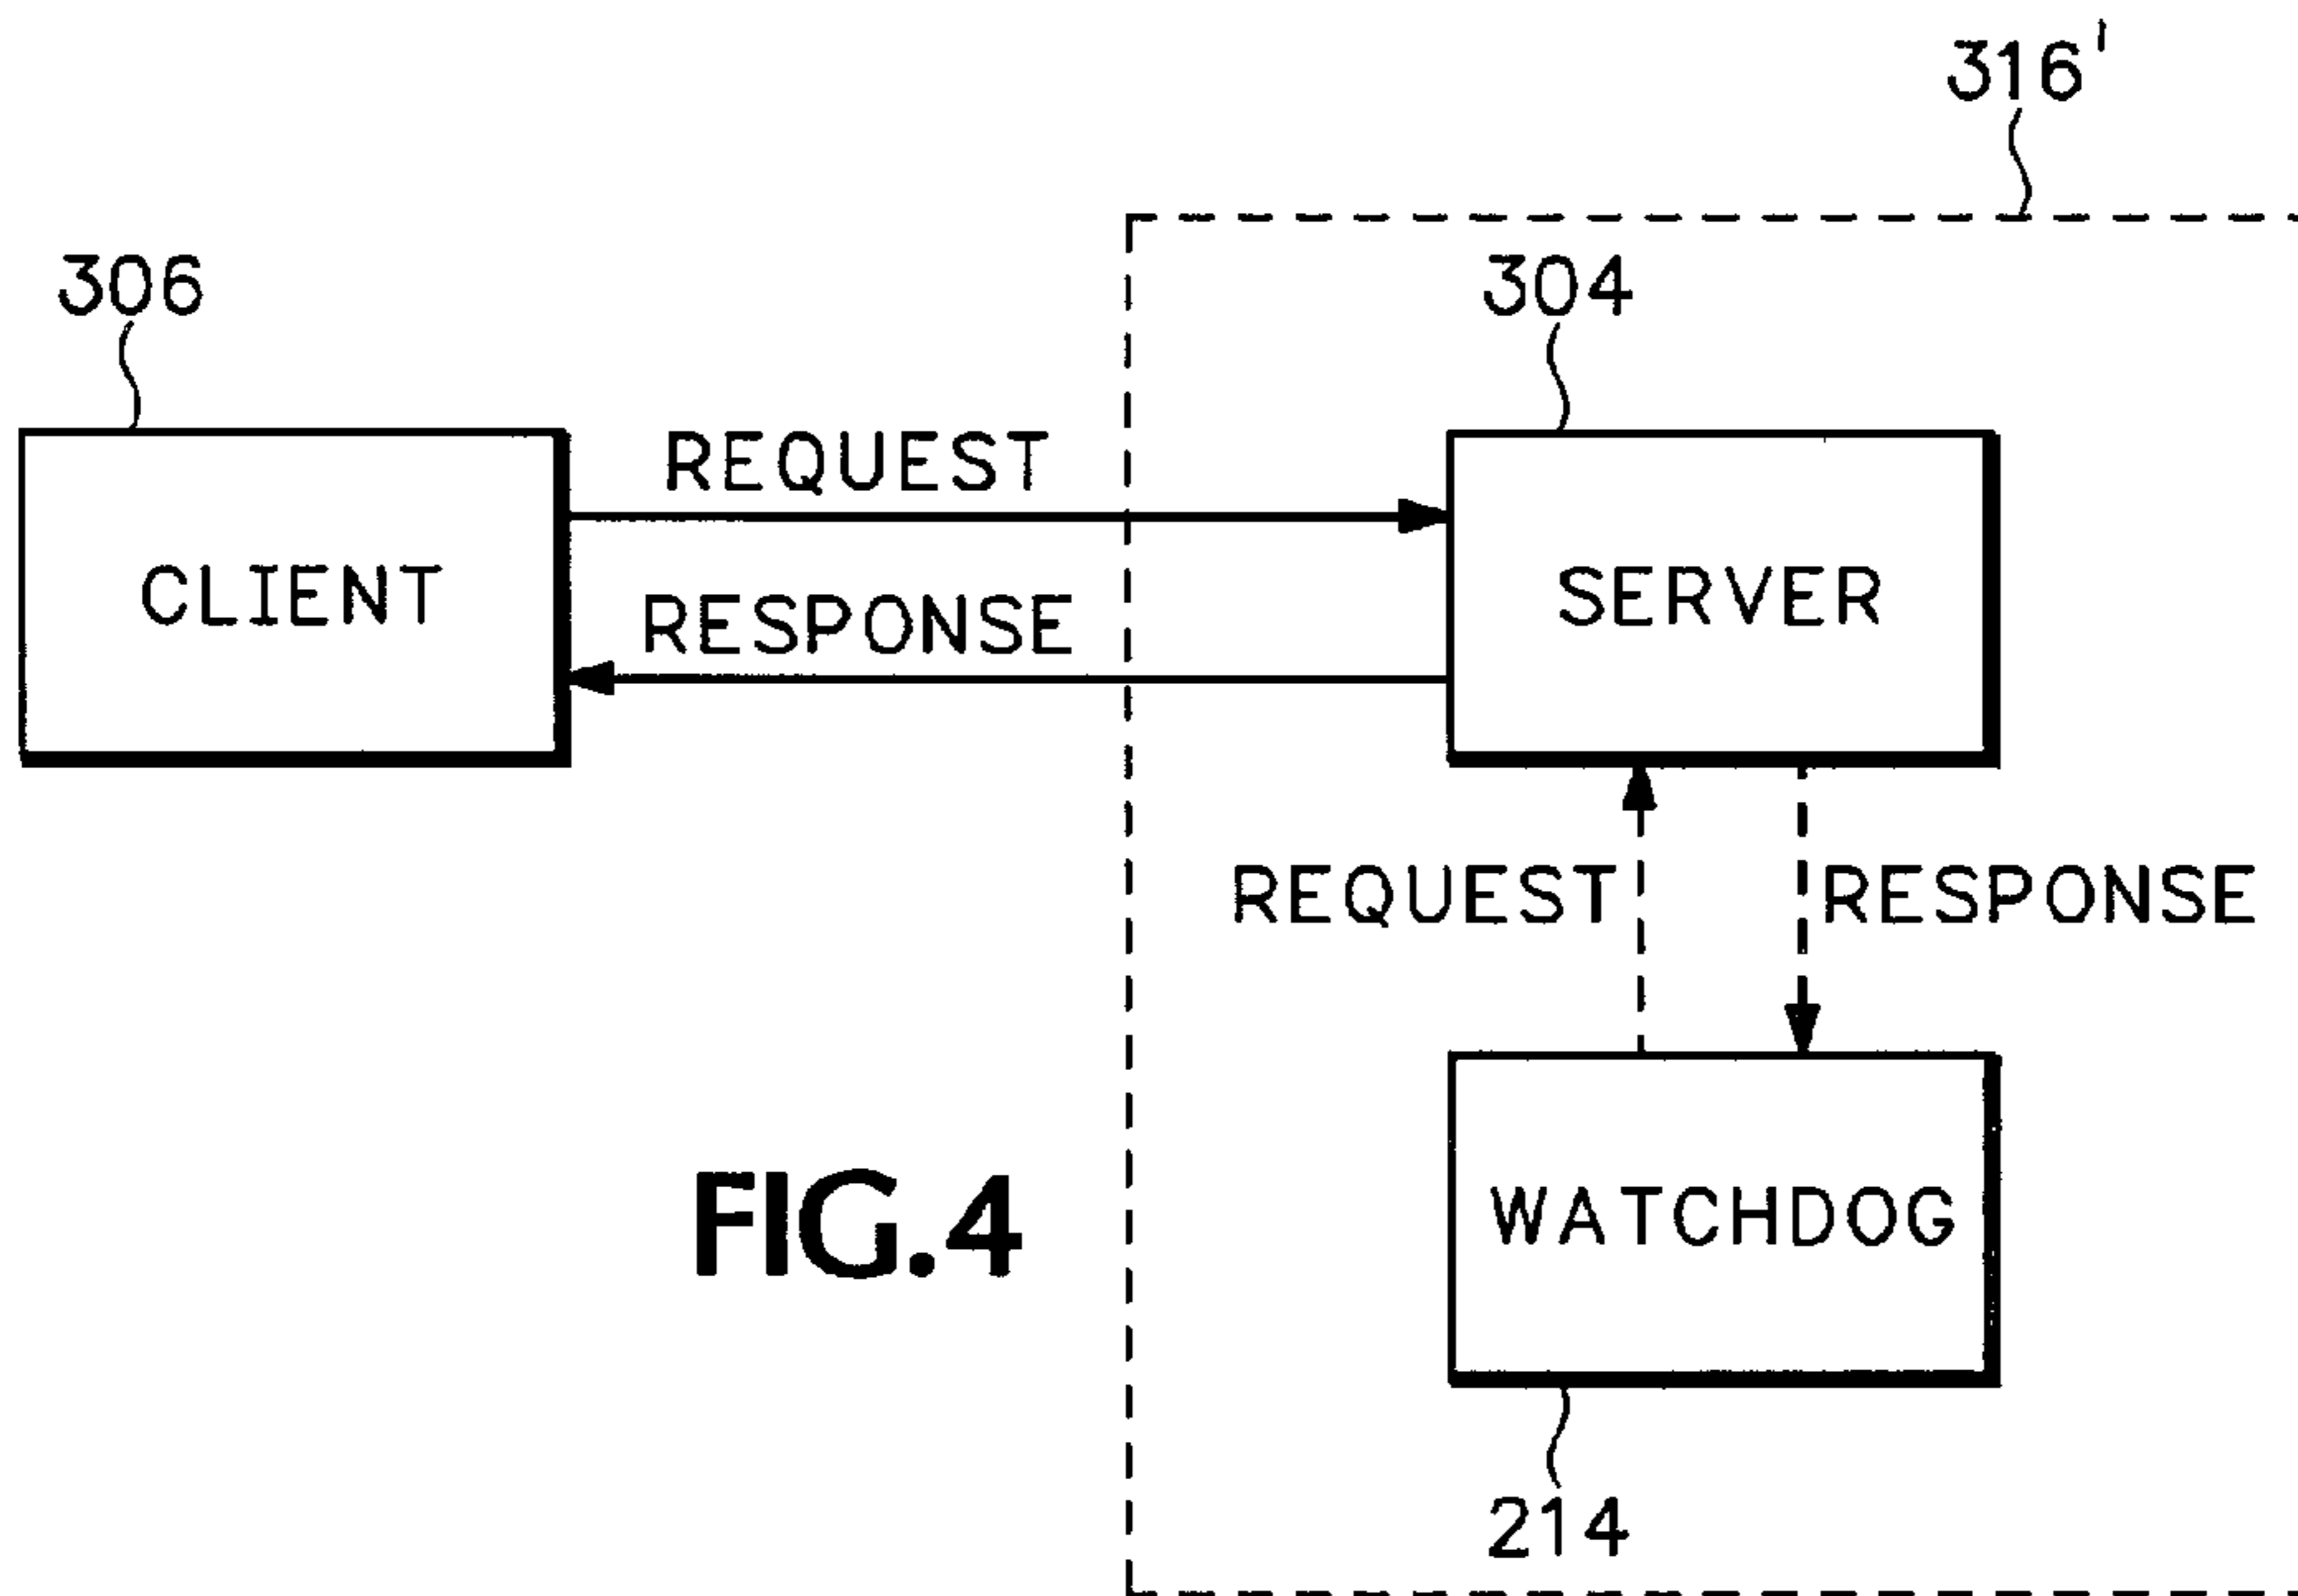 316'
306
304
REQUEST
CLIENT
RESPONSE
SERVER
REQUEST
RESPONSE
WATCHDOG
FIG.4
214